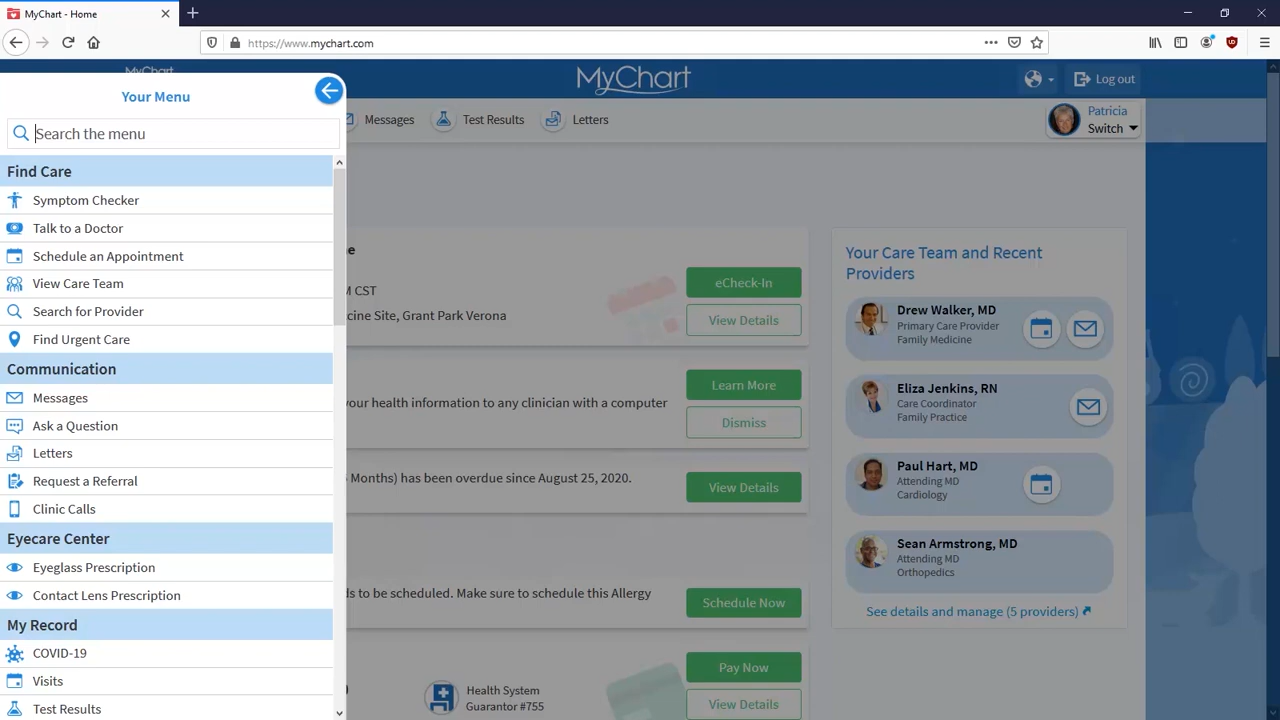 MyChart - Home
https://www.mychart.com
MyChart
MyChart
Log out
Your Menu
Search the menu
Messages
Test Results
Letters
Patricia
Switch
Find Care
Symptom Checker
Talk to a Doctor
Schedule an Appointment
View Care Team
Search for Provider
Find Urgent Care
Communication
Messages
Ask a Question
Letters
Request a Referral
Clinic Calls
Eyecare Center
Eyeglass Prescription
Contact Lens Prescription
My Record
COVID-19
Visits
Test Results
e
M CST
cine Site, Grant Park Verona
eCheck-In
View Details
your health information to any clinician with a computer
Learn More
Dismiss
Months) has been overdue since August 25, 2020.
View Details
ds to be scheduled. Make sure to schedule this Allergy
Schedule Now
Health System
Guarantor #755
Pay Now
View Details
Your Care Team and Recent
Providers
Drew Walker, MD
Primary Care Provider
Family Medicine
Eliza Jenkins, RN
Care Coordinator
Family Practice
Paul Hart, MD
Attending MD
Cardiology
Sean Armstrong, MD
Attending MD
Orthopedics
See details and manage (5 providers)